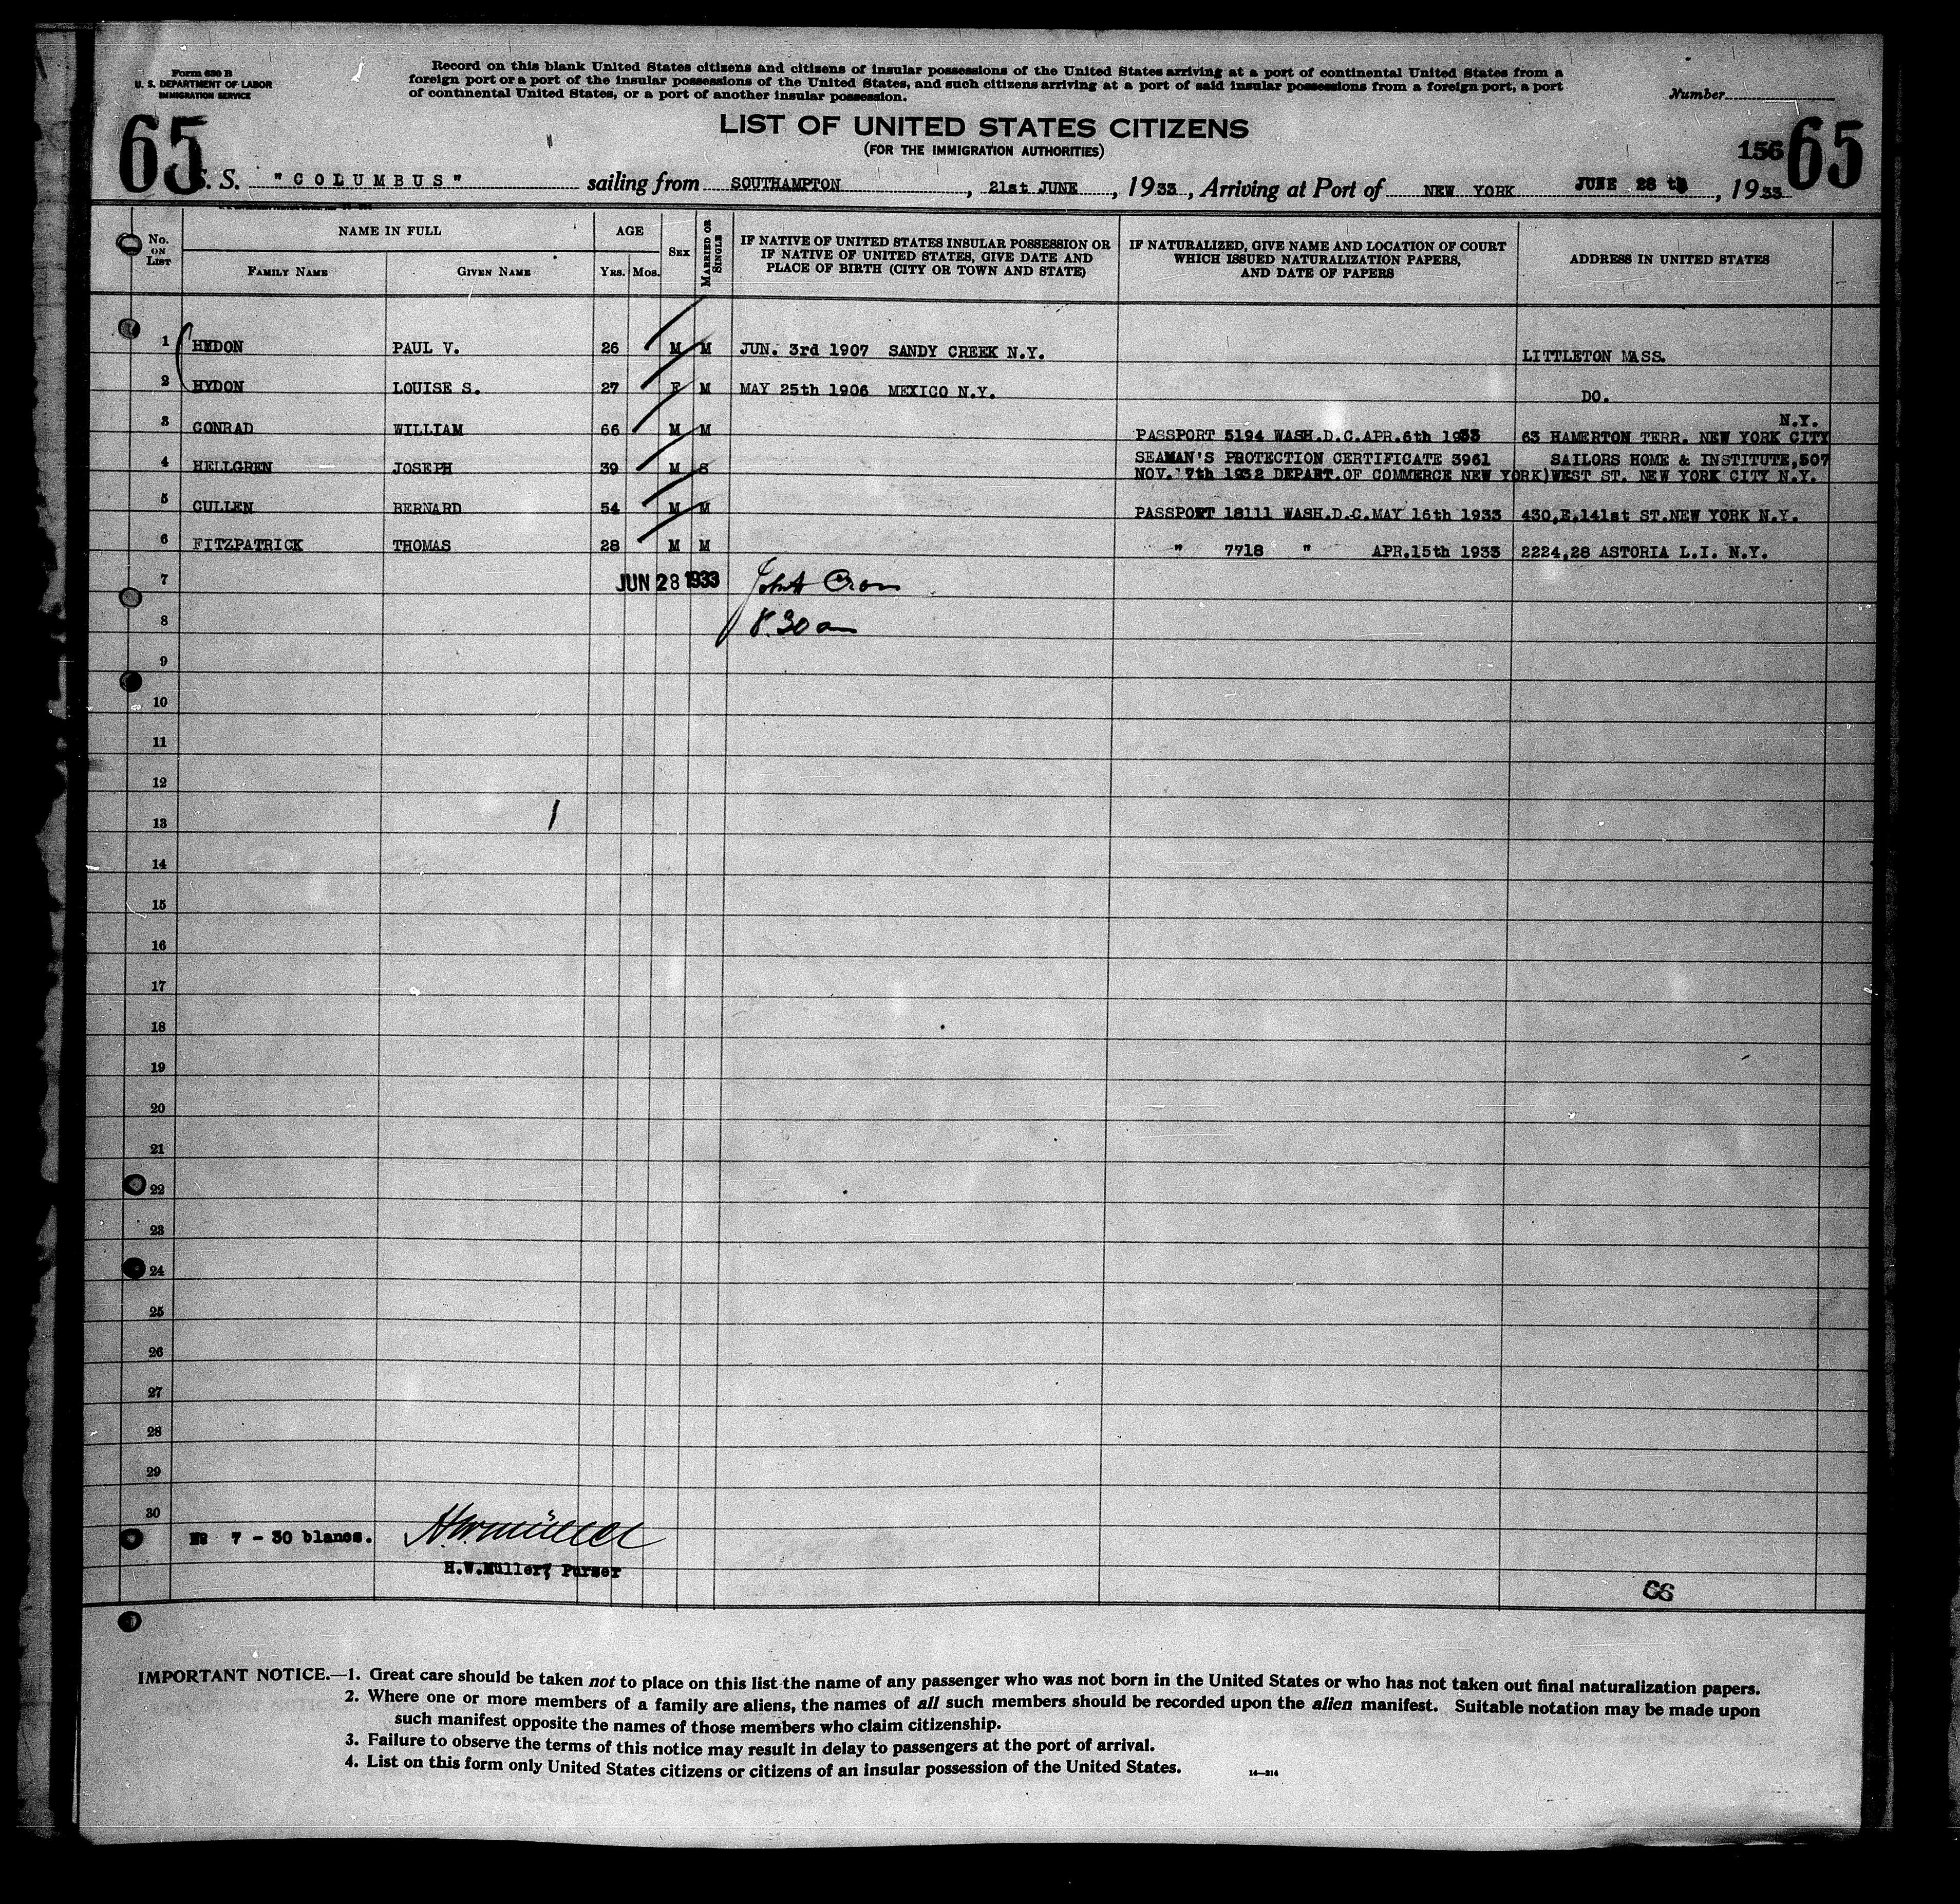 Form 630 B
U. S. DEPARTMENT OF LABOR
IMMIGRATION SERVICE
Record on this blank United States citizens and citizens of insular possessions of the United States arriving at a port of continental United States from a
foreign port or a port of the insular possessions of the United States, and such citizens arriving at a port of said insular possessions from a foreign port, a port
of continental United States, or a port of another insular possession.
Number
LIST OF UNITED STATES CITIZENS
(FOR THE IMMIGRATION AUTHORITIES)
65
156 65
S. S. "COLUMBUS" sailing from SOUTHAMPTON, 21st JUNE, 1933, Arriving at Port of NEW YORK JUNE 28 th, 1933
No. ON LIST
NAME IN FULL
FAMILY NAME GIVEN NAME
AGE
YRS. MOS.
SEX
MARRIED OR SINGLE
IF NATIVE OF UNITED STATES INSULAR POSSESSION OR
IF NATIVE OF UNITED STATES, GIVE DATE AND
PLACE OF BIRTH (CITY OR TOWN AND STATE)
IF NATURALIZED, GIVE NAME AND LOCATION OF COURT
WHICH ISSUED NATURALIZATION PAPERS,
AND DATE OF PAPERS
ADDRESS IN UNITED STATES
1 HYDON PAUL V. 26 M M JUN. 3rd 1907 SANDY CREEK N.Y. LITTLETON MASS.
2 HYDON LOUISE S. 27 F M MAY 25th 1906 MEXICO N.Y. DO.
N.Y.
3 CONRAD WILLIAM 66 M M PASSPORT 5194 WASH.D.C.APR.6th 1933 63 HAMERTON TERR. NEW YORK CITY
4 HELLGREN JOSEPH 39 M S SEAMAN'S PROTECTION CERTIFICATE 3961 SAILORS HOME & INSTITUTE,507
NOV. 7th 1932 DEPART.OF COMMERCE NEW YORK)WEST ST. NEW YORK CITY N.Y.
5 CULLEN BERNARD 54 M M PASSPORT 18111 WASH.D.C.MAY 16th 1933 430,E.141st ST.NEW YORK N.Y.
6 FITZPATRICK THOMAS 28 M M " 7718 " APR.15th 1933 2224,28 ASTORIA L.I. N.Y.
7 JUN 28 1933
8 8.30 am
9
10
11
12
13
14
15
16
17
18
19
20
21
22
23
24
25
26
27
28
29
30
NR 7 - 30 blancs.
H.W.Müller, Purser
IMPORTANT NOTICE.—1. Great care should be taken not to place on this list the name of any passenger who was not born in the United States or who has not taken out final naturalization papers.
2. Where one or more members of a family are aliens, the names of all such members should be recorded upon the alien manifest. Suitable notation may be made upon
such manifest opposite the names of those members who claim citizenship.
3. Failure to observe the terms of this notice may result in delay to passengers at the port of arrival.
4. List on this form only United States citizens or citizens of an insular possession of the United States.
14—214